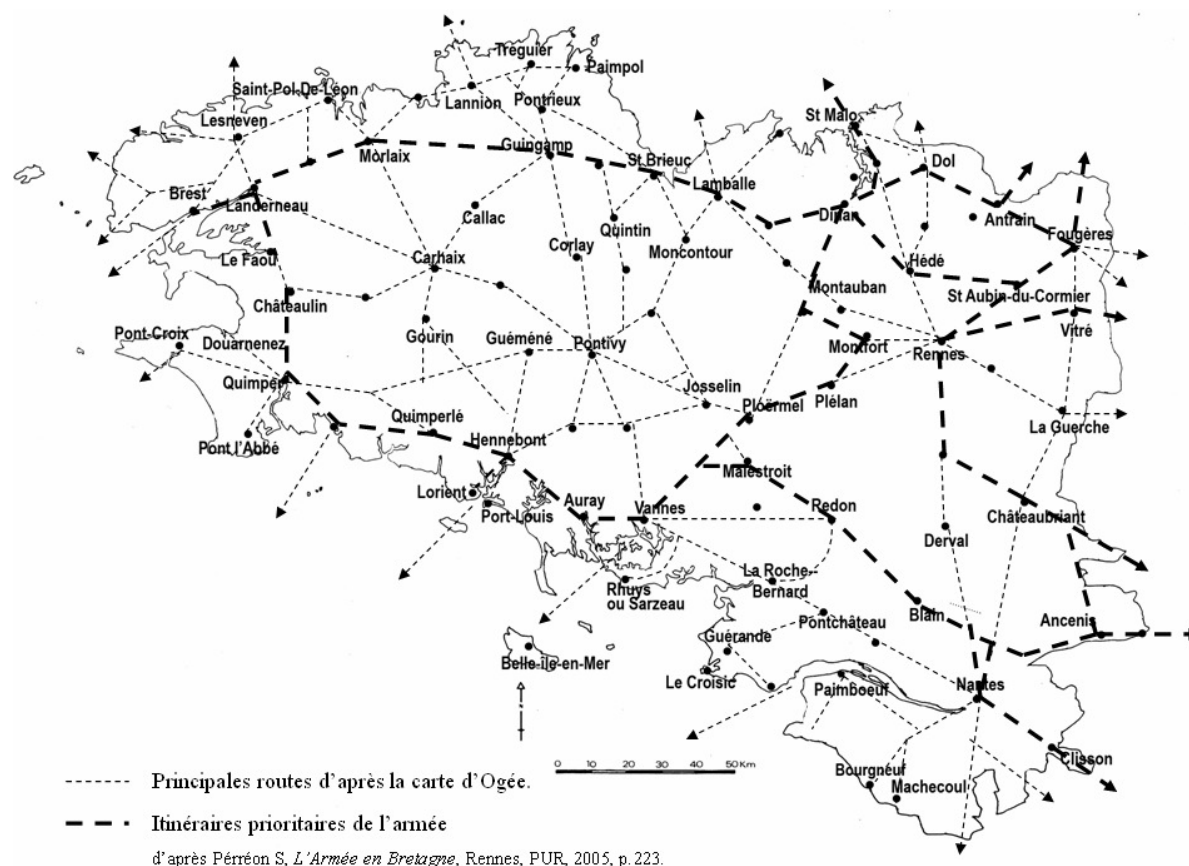 Tréguier
Paimpol
Saint-Pol-De-Léon
Lannion
Pontrieux
St Malo
Lesneven
Morlaix
Guingamp
St Brieuc
Dol
Lamballe
Brest
Landerneau
Dinan
Antrain
Callac
Quintin
Fougères
Corlay
Moncontour
Le Faou
Carhaix
Hédé
Montauban
St Aubin-du-Cormier
Châteaulin
Pont-Croix
Douarnenez
Gourin
Guéméné
Pontivy
Montfort
Rennes
Vitré
Quimper
Josselin
Ploërmel
Plélan
Quimperlé
La Guerche
Pont l'Abbé
Hennebont
Malestroit
Lorient
Auray
Vannes
Redon
Port-Louis
Châteaubriant
Derval
Rhuys
ou Sarzeau
La Roche-
Bernard
Blain
Ancenis
Pontchâteau
Guérande
Belle-île-en-Mer
Le Croisic
Paimboeuf
Nantes
Clisson
Bourgneuf
Machecoul
0 10 20 30 40 50 Km
Principales routes d'après la carte d'Ogée.
Itinéraires prioritaires de l'armée
d'après Pérréon S, L'Armée en Bretagne, Rennes, PUR, 2005, p.223.